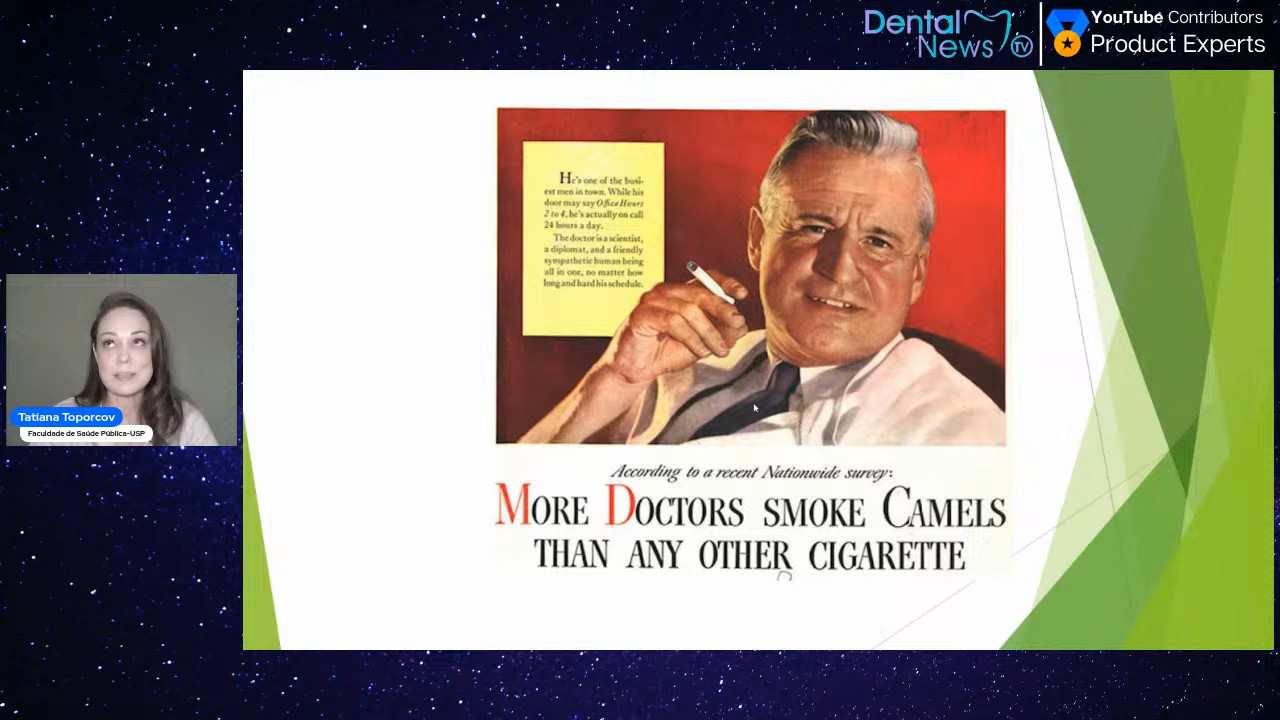 Dental
News TV
YouTube Contributors
Product Experts
He's one of the busi-
est men in town. While his
door may say Office Hours
2 to 4, he's actually on call
24 hours a day.
The doctor is a scientist,
a diplomat, and a friendly
sympathetic human being
all in one, no matter how
long and hard his schedule.
According to a recent Nationwide survey:
MORE DOCTORS SMOKE CAMELS
THAN ANY OTHER CIGARETTE
Tatiana Toporcov
Faculdade de Saúde Pública-USP